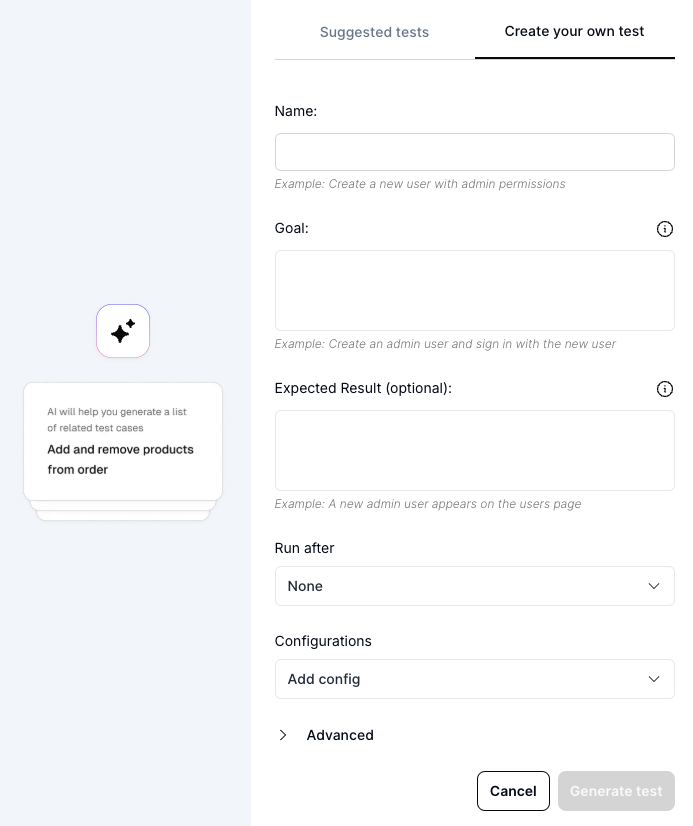 Suggested tests
Create your own test
Name:
Example: Create a new user with admin permissions
Goal:
Example: Create an admin user and sign in with the new user
AI will help you generate a list
of related test cases
Add and remove products
from order
Expected Result (optional):
Example: A new admin user appears on the users page
Run after
None
Configurations
Add config
Advanced
Cancel
Generate test